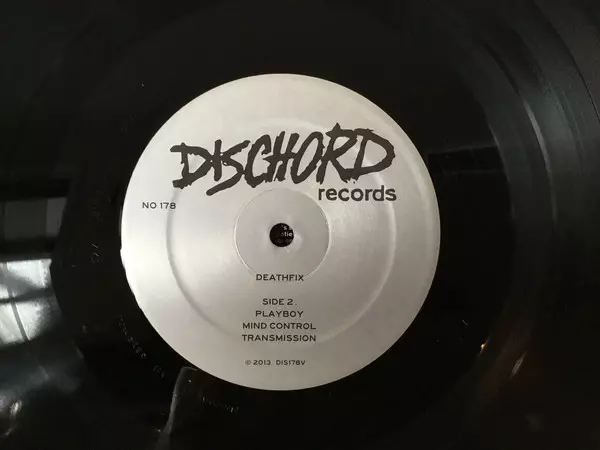 DISCHORD
records
NO 178
DEATHFIX
SIDE 2.
PLAYBOY
MIND CONTROL
TRANSMISSION
© 2013 DIS178V